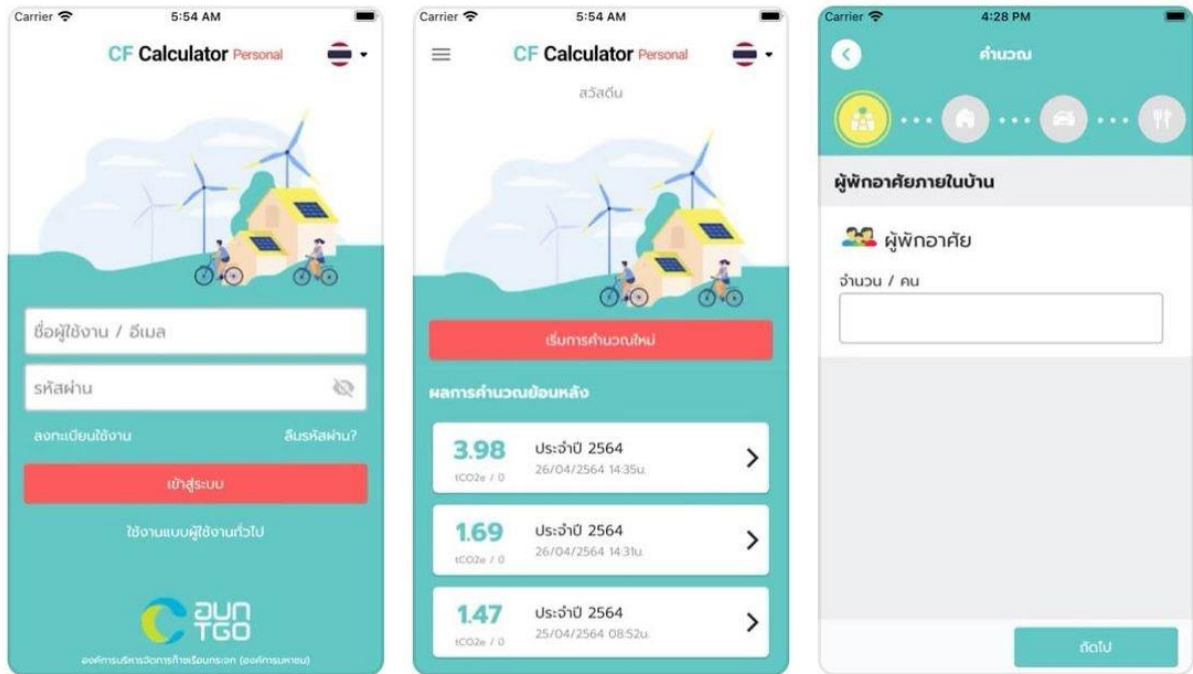 Carrier 5:54 AM
CF Calculator Personal
ชื่อผู้ใช้งาน / อีเมล
รหัสผ่าน
ลงทะเบียนใช้งาน ลืมรหัสผ่าน?
เข้าสู่ระบบ
ใช้งานแบบผู้ใช้งานทั่วไป
อบก
TGO
องค์การบริหารจัดการก๊าซเรือนกระจก (องค์การมหาชน)
Carrier 5:54 AM
CF Calculator Personal
สวัสดีน
เริ่มการคำนวณใหม่
ผลการคำนวณย้อนหลัง
3.98 ประจำปี 2564
tCO2e / ปี 26/04/2564 14:35น.
1.69 ประจำปี 2564
tCO2e / ปี 26/04/2564 14:31น.
1.47 ประจำปี 2564
tCO2e / ปี 25/04/2564 08:52น.
Carrier 4:28 PM
คำนวณ
ผู้พักอาศัยภายในบ้าน
ผู้พักอาศัย
จำนวน / คน
ถัดไป